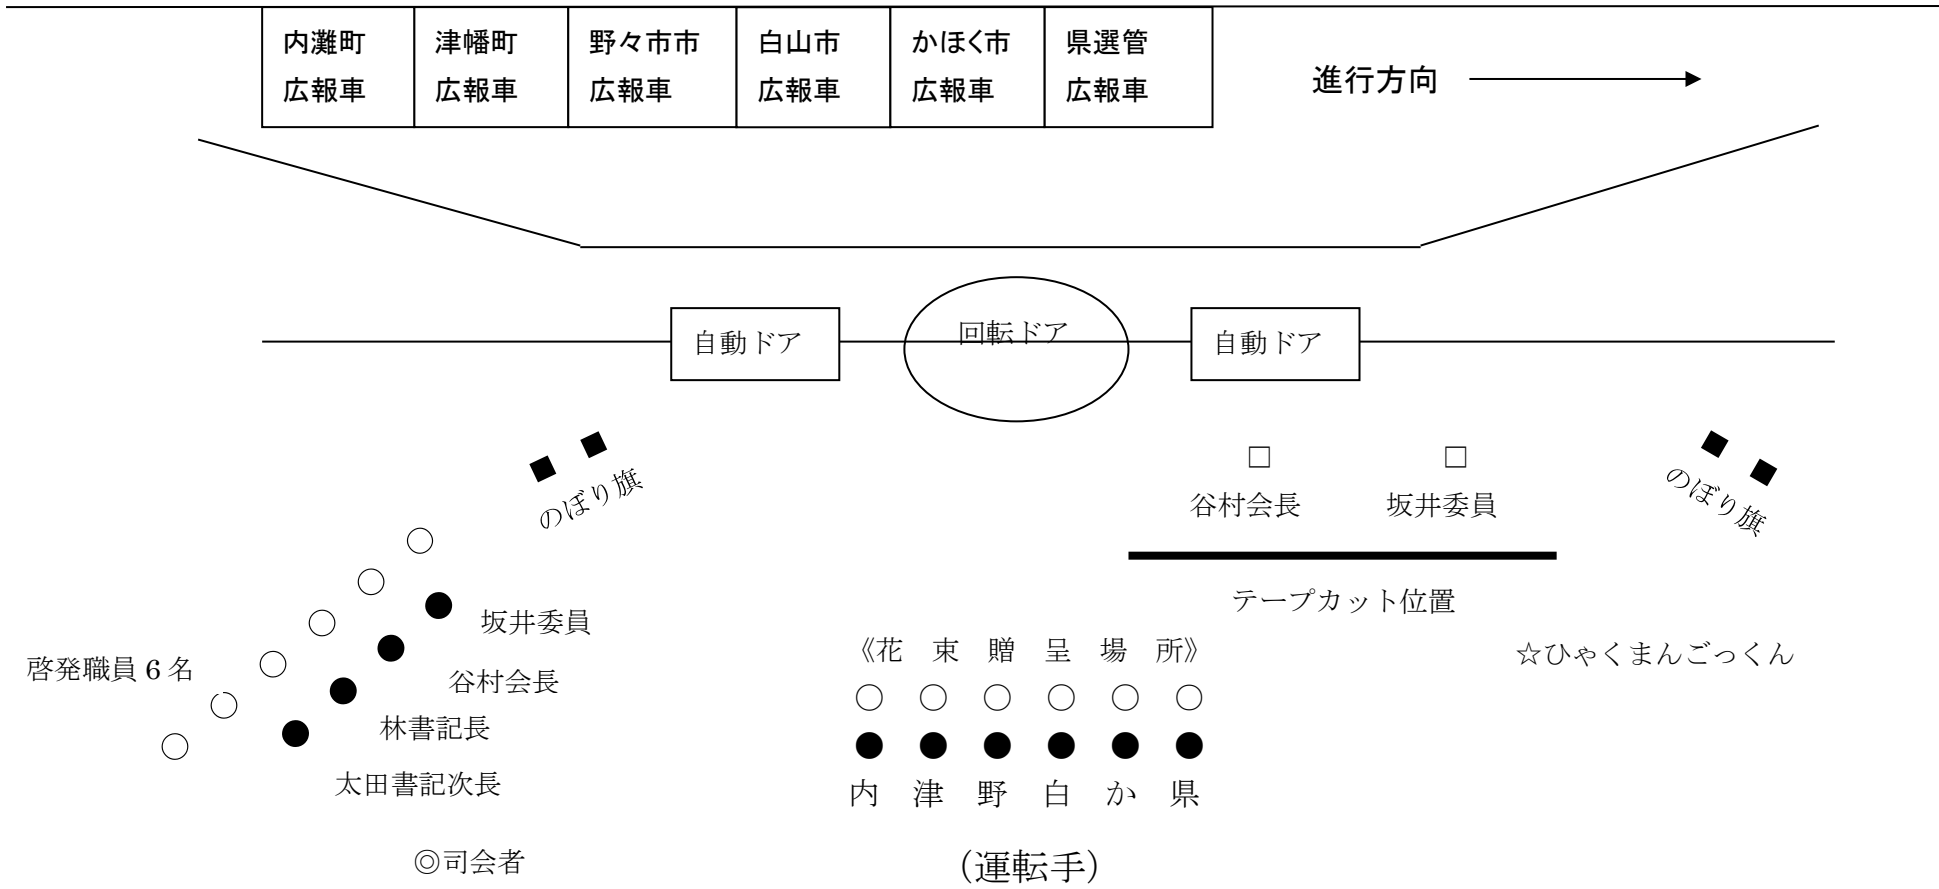 内灘町
広報車
津幡町
広報車
野々市市
広報車
白山市
広報車
かほく市
広報車
県選管
広報車
進行方向
自動ドア
回転ドア
自動ドア
のぼり旗
谷村会長
坂井委員
のぼり旗
テープカット位置
坂井委員
谷村会長
林書記長
太田書記次長
啓発職員6名
《花束贈呈場所》
☆ひゃくまんごっくん
内 津 野 白 か 県
◎司会者
（運転手）